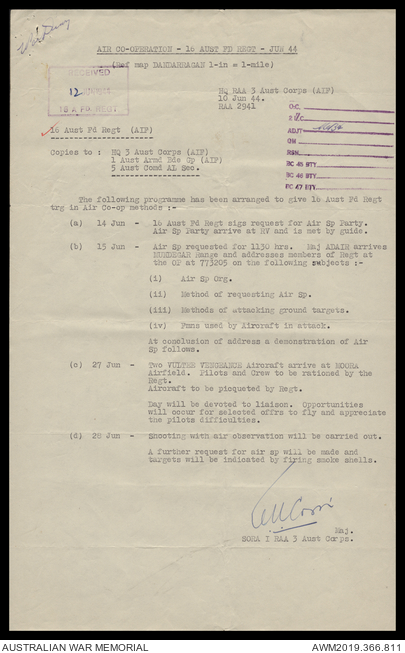 War Diary
AIR CO-OPERATION - 16 AUST FD REGT - JUN 44
(Ref map DANDARRAGAN 1-in = 1-mile)
RECEIVED
12 JUN 1944
16 A FD REGT
HQ RAA 3 Aust Corps (AIF)
10 Jun 44.
RAA 2941
O.C.
2 I/C
ADJT
QM
RSM
BC 45 BTY
BC 46 BTY
BC 47 BTY
16 Aust Fd Regt (AIF)
Copies to : HQ 3 Aust Corps (AIF)
1 Aust Armd Bde Gp (AIF)
5 Aust Comd AL Sec.
The following programme has been arranged to give 16 Aust Fd Regt
trg in Air Co-op methods :-
(a) 14 Jun - 16 Aust Fd Regt sigs request for Air Sp Party.
Air Sp Party arrive at RV and is met by guide.
(b) 15 Jun - Air Sp requested for 1130 hrs. Maj ADAIR arrives
Range and addresses members of Regt at
the OP at 773205 on the following subjects :-
(i) Air Sp Org.
(ii) Method of requesting Air Sp.
(iii) Methods of attacking ground targets.
(iv) Fmns used by Aircraft in attack.
At conclusion of address a demonstration of Air
Sp follows.
(c) 27 Jun - Two VULTEE VENGEANCE Aircraft arrive at MOORA
Airfield. Pilots and Crew to be rationed by the
Regt.
Aircraft to be picqueted by Regt.
Day will be devoted to liaison. Opportunities
will occur for selected offrs to fly and appreciate
the pilots difficulties.
(d) 28 Jun - Shooting with air observation will be carried out.
A further request for air sp will be made and
targets will be indicated by firing smoke shells.
Maj.
SORA I RAA 3 Aust Corps.
AUSTRALIAN WAR MEMORIAL
AWM2019.366.811